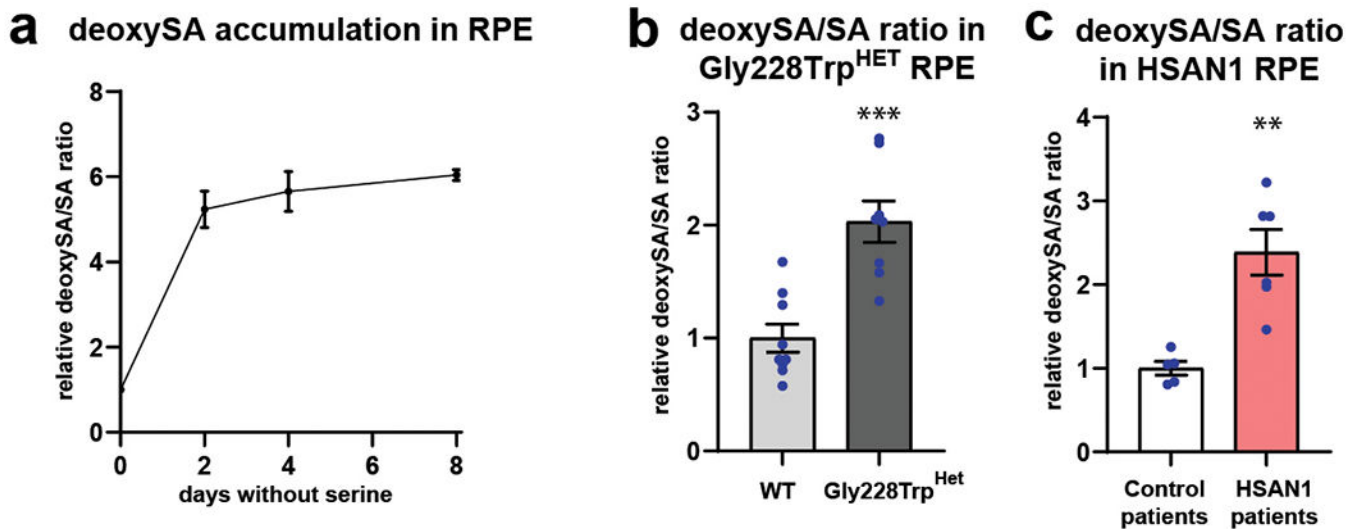 a deoxySA accumulation in RPE
relative deoxySA/SA ratio
8
6
4
2
0
0 2 4 6 8
days without serine
b deoxySA/SA ratio in
Gly228Trp^HET RPE
relative deoxySA/SA ratio
3
2
1
0
***
WT Gly228Trp^Het
c deoxySA/SA ratio
in HSAN1 RPE
relative deoxySA/SA ratio
4
3
2
1
0
**
Control
patients
HSAN1
patients